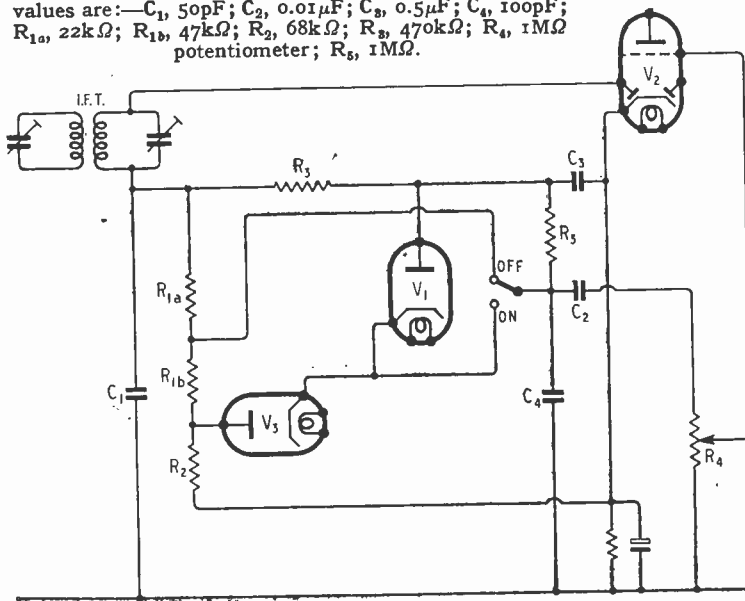 values are:—C₁, 50pF; C₂, 0.01μF; C₃, 0.5μF; C₄, 100pF;
R₁ₐ, 22kΩ; R₁b, 47kΩ; R₂, 68kΩ; R₃, 470kΩ; R₄, 1MΩ
potentiometer; R₅, 1MΩ.
V₂
I.F.T.
C₃
R₃
R₅
OFF
R₁ₐ
V₁
C₂
ON
R₁b
C₁
V₃
C₄
R₄
R₂